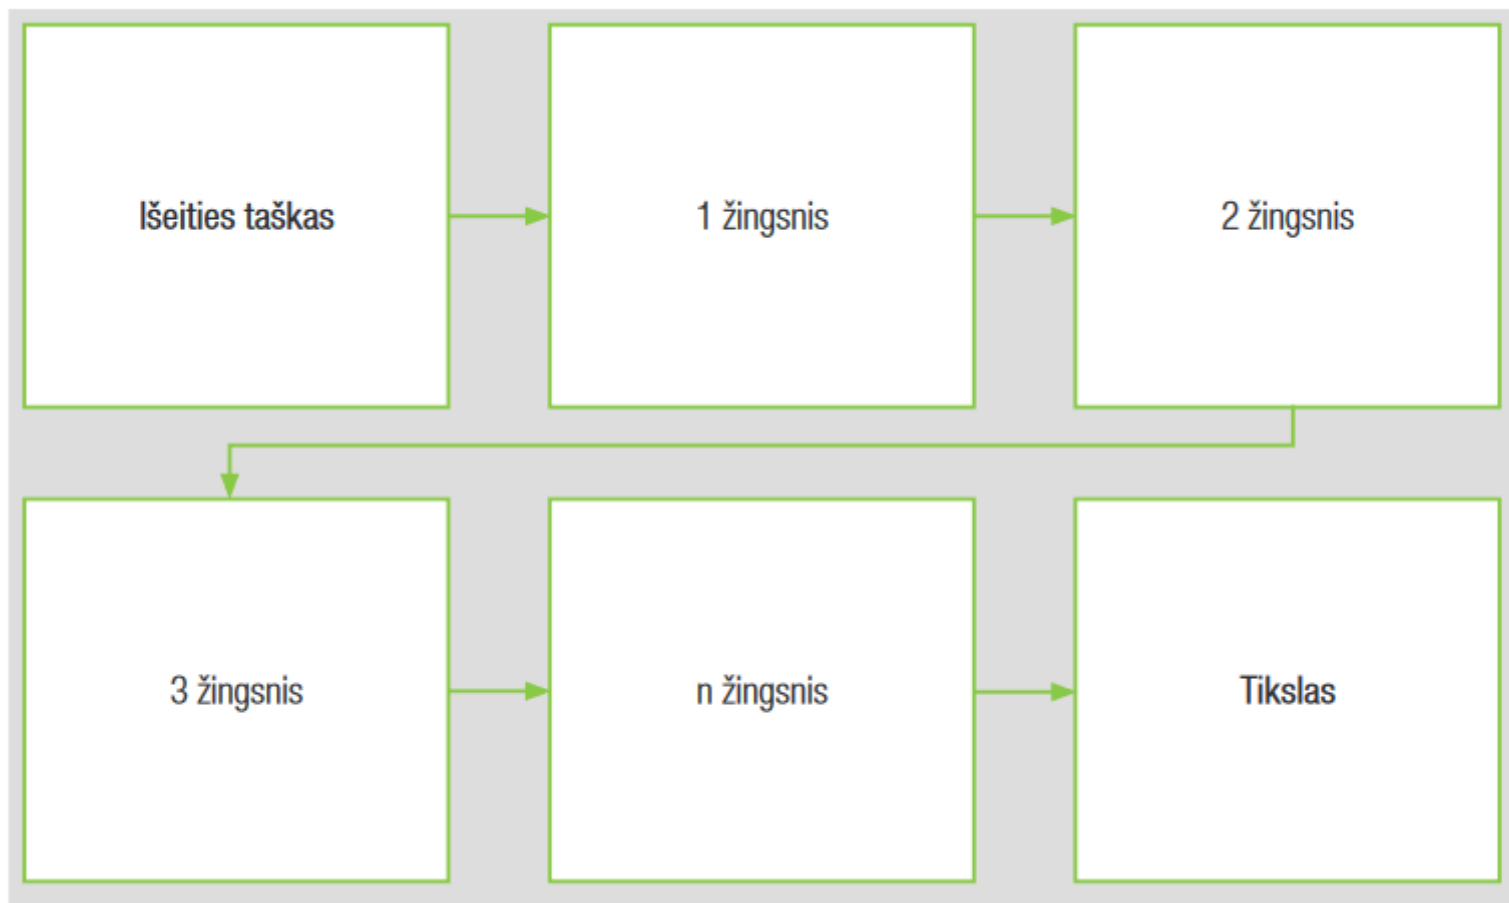 Išeities taškas
1 žingsnis
2 žingsnis
3 žingsnis
n žingsnis
Tikslas